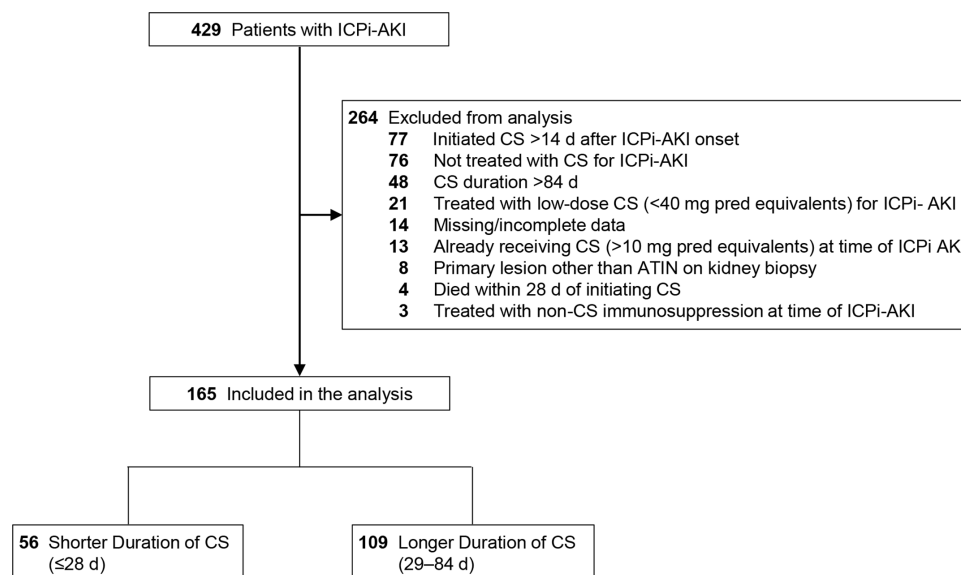 429 Patients with ICPi-AKI
264 Excluded from analysis
77 Initiated CS >14 d after ICPi-AKI onset
76 Not treated with CS for ICPi-AKI
48 CS duration >84 d
21 Treated with low-dose CS (<40 mg pred equivalents) for ICPi- AKI
14 Missing/incomplete data
13 Already receiving CS (>10 mg pred equivalents) at time of ICPi AK
8 Primary lesion other than ATIN on kidney biopsy
4 Died within 28 d of initiating CS
3 Treated with non-CS immunosuppression at time of ICPi-AKI
165 Included in the analysis
56 Shorter Duration of CS
(≤28 d)
109 Longer Duration of CS
(29–84 d)